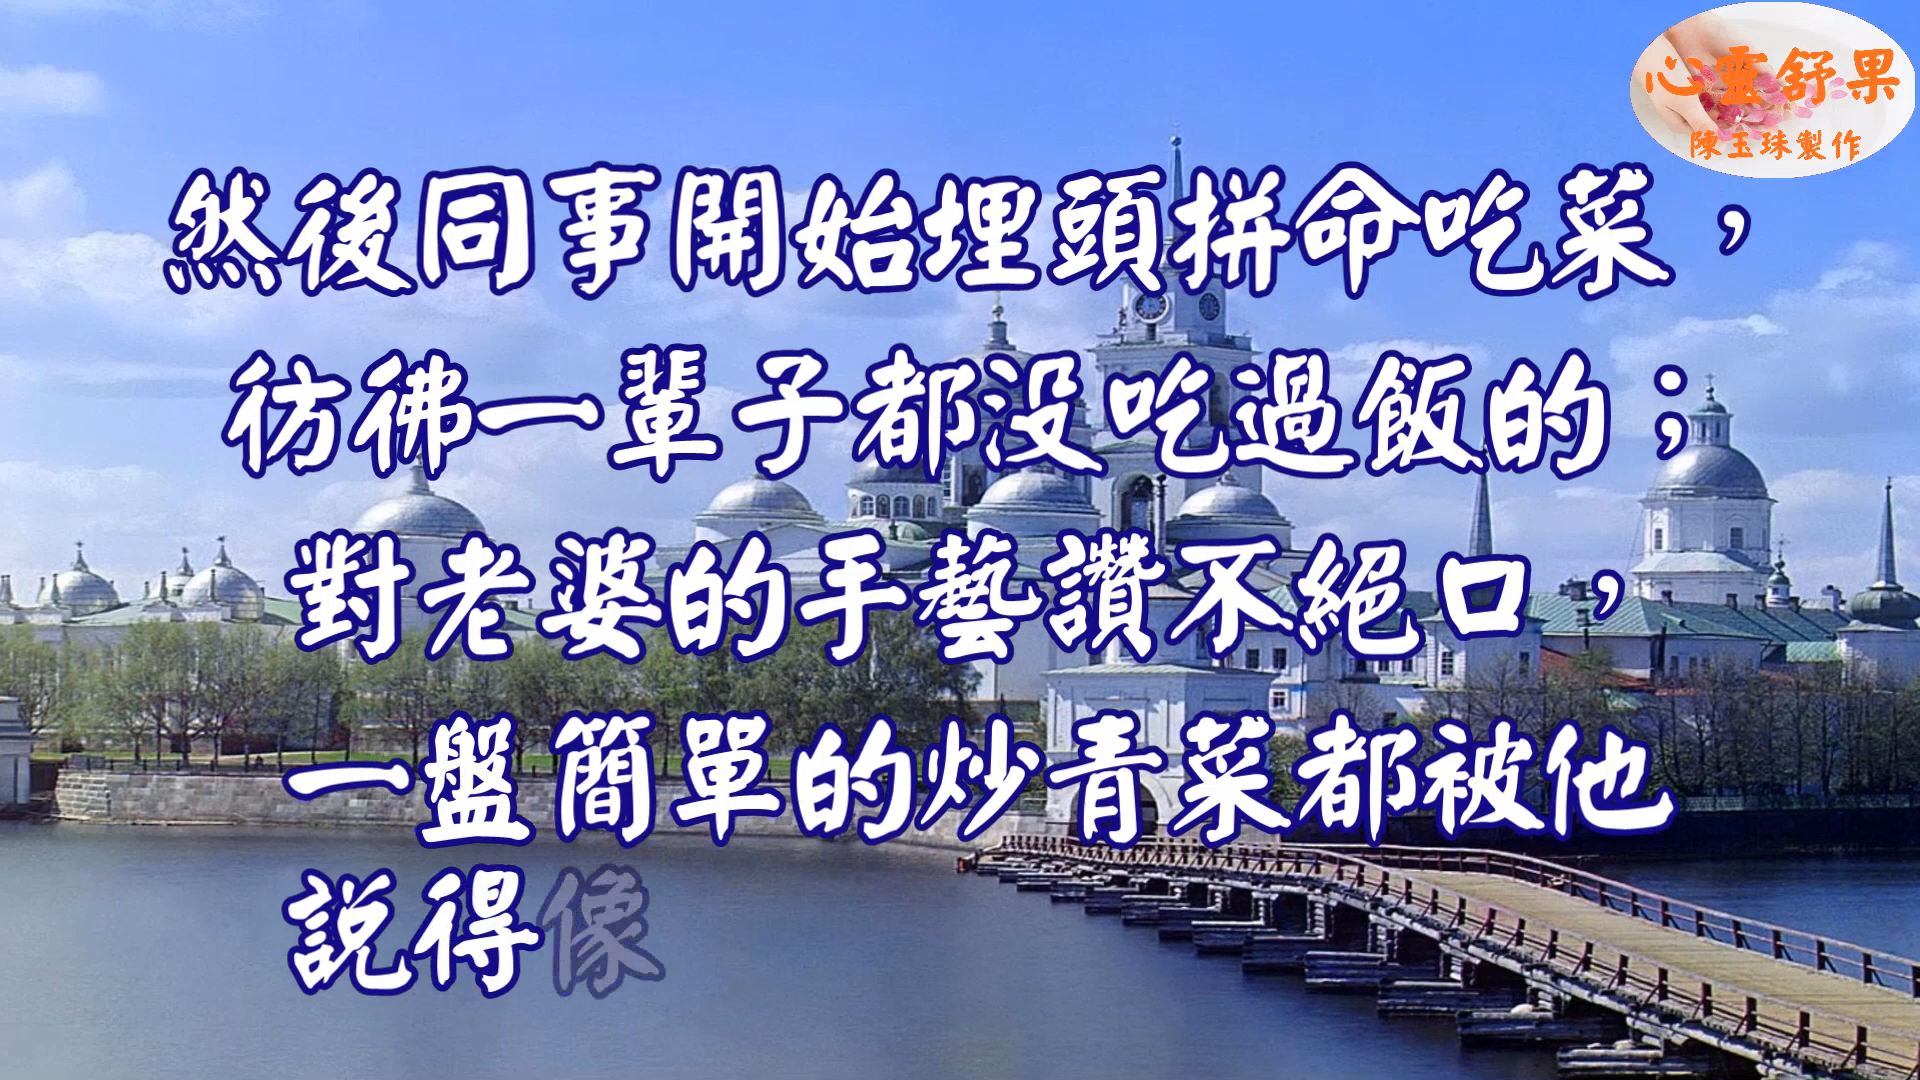 心靈舒果
陳玉珠製作
然後同事開始埋頭拼命吃菜，
彷彿一輩子都沒吃過飯的；
對老婆的手藝讚不絕口，
一盤簡單的炒青菜都被他
說得像